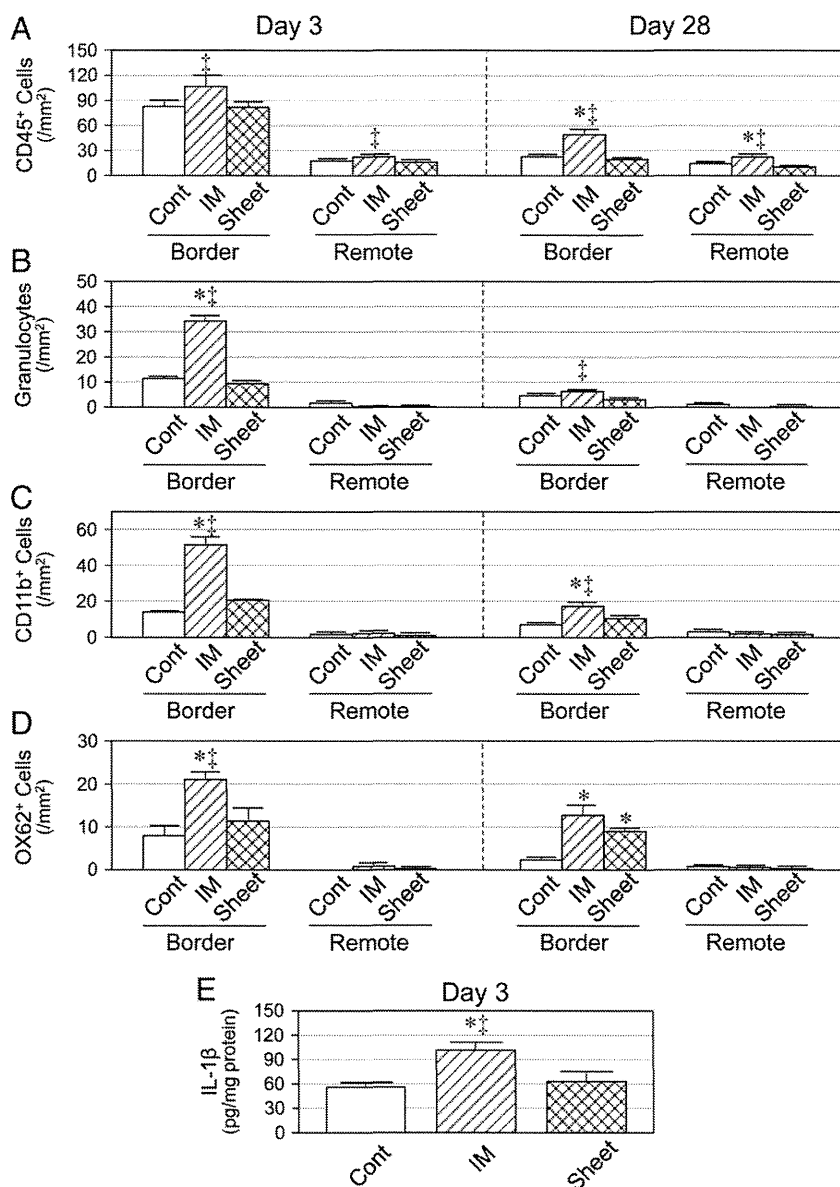 A
Day 3
Day 28
CD45⁺ Cells
(/mm²)
150
120
90
60
30
0
‡
‡
*‡
*‡
Cont IM Sheet
Cont IM Sheet
Cont IM Sheet
Cont IM Sheet
Border
Remote
Border
Remote
B
Granulocytes
(/mm²)
50
40
30
20
10
0
*‡
‡
Cont IM Sheet
Cont IM Sheet
Cont IM Sheet
Cont IM Sheet
Border
Remote
Border
Remote
C
CD11b⁺ Cells
(/mm²)
60
40
20
0
*‡
*‡
Cont IM Sheet
Cont IM Sheet
Cont IM Sheet
Cont IM Sheet
Border
Remote
Border
Remote
D
OX62⁺ Cells
(/mm²)
30
20
10
0
*‡
*
*
Cont IM Sheet
Cont IM Sheet
Cont IM Sheet
Cont IM Sheet
Border
Remote
Border
Remote
E
Day 3
IL-1β
(pg/mg protein)
150
120
90
60
30
0
*‡
Cont IM Sheet